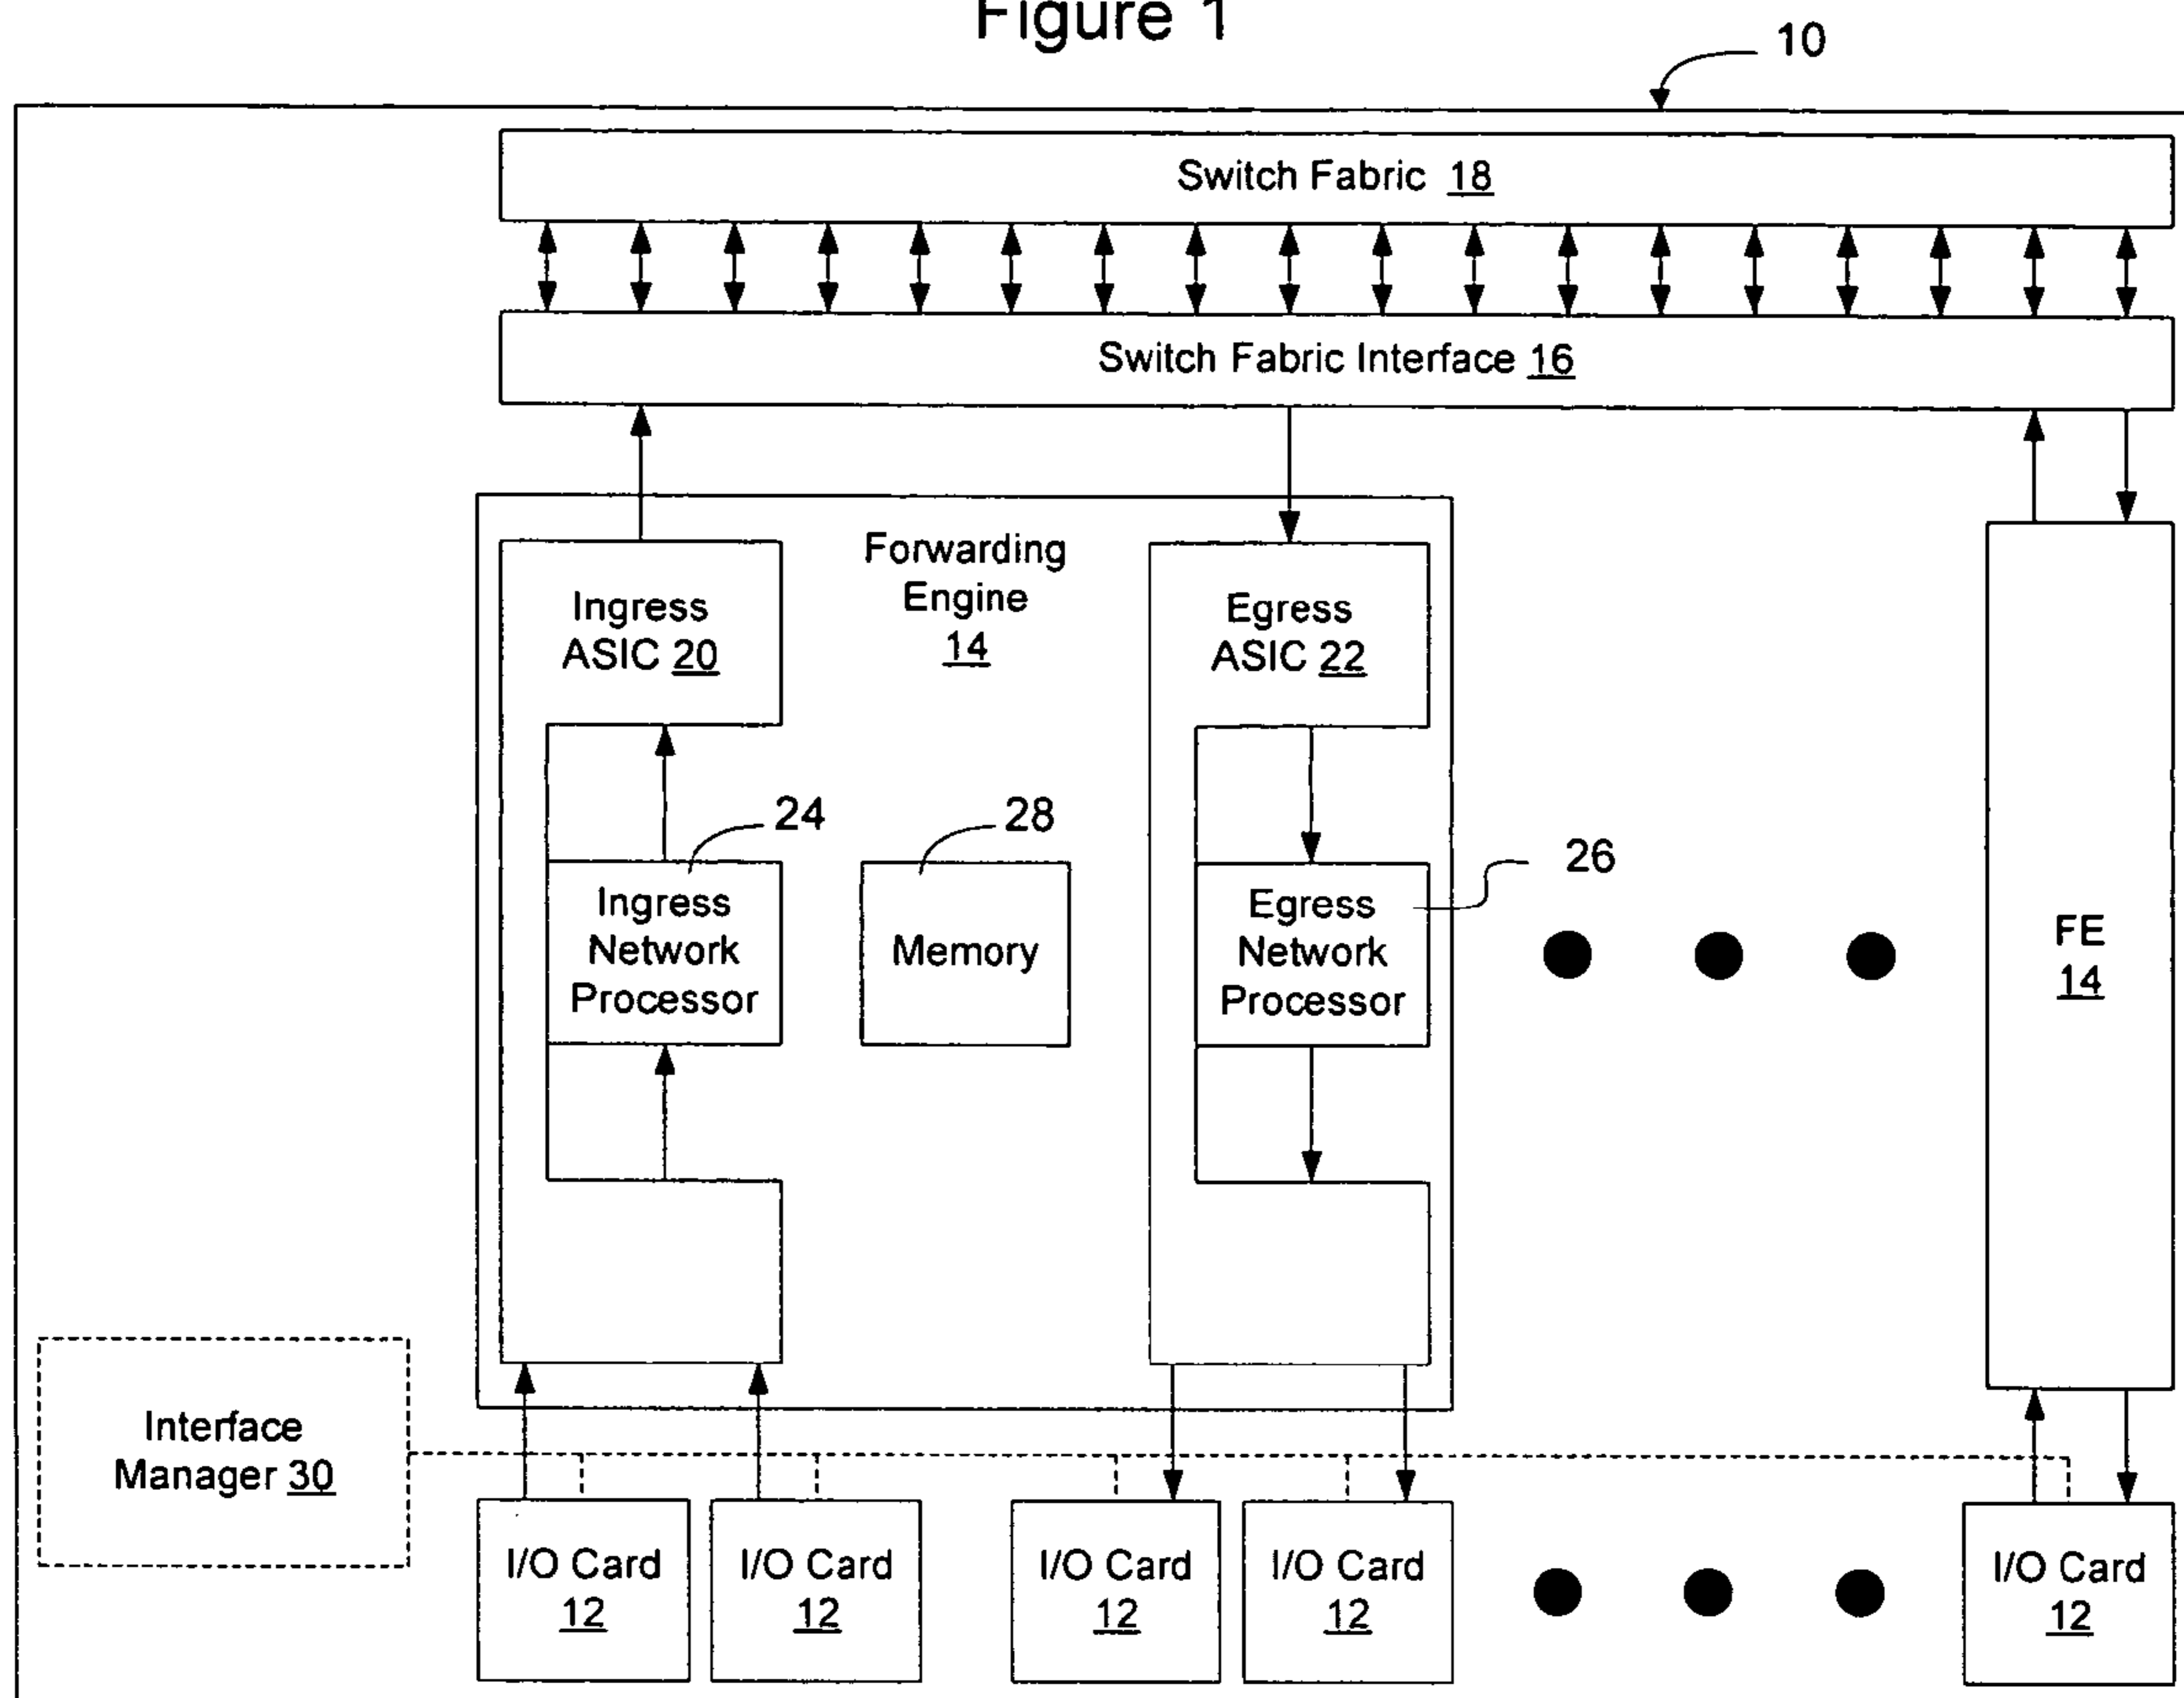 Figure 1
10
Switch Fabric 18
Switch Fabric Interface 16
Forwarding
Engine
14
Ingress
ASIC 20
Egress
ASIC 22
24
28
26
Ingress
Network
Processor
Memory
Egress
Network
Processor
FE
14
Interface
Manager 30
I/O Card
12
I/O Card
12
I/O Card
12
I/O Card
12
I/O Card
12